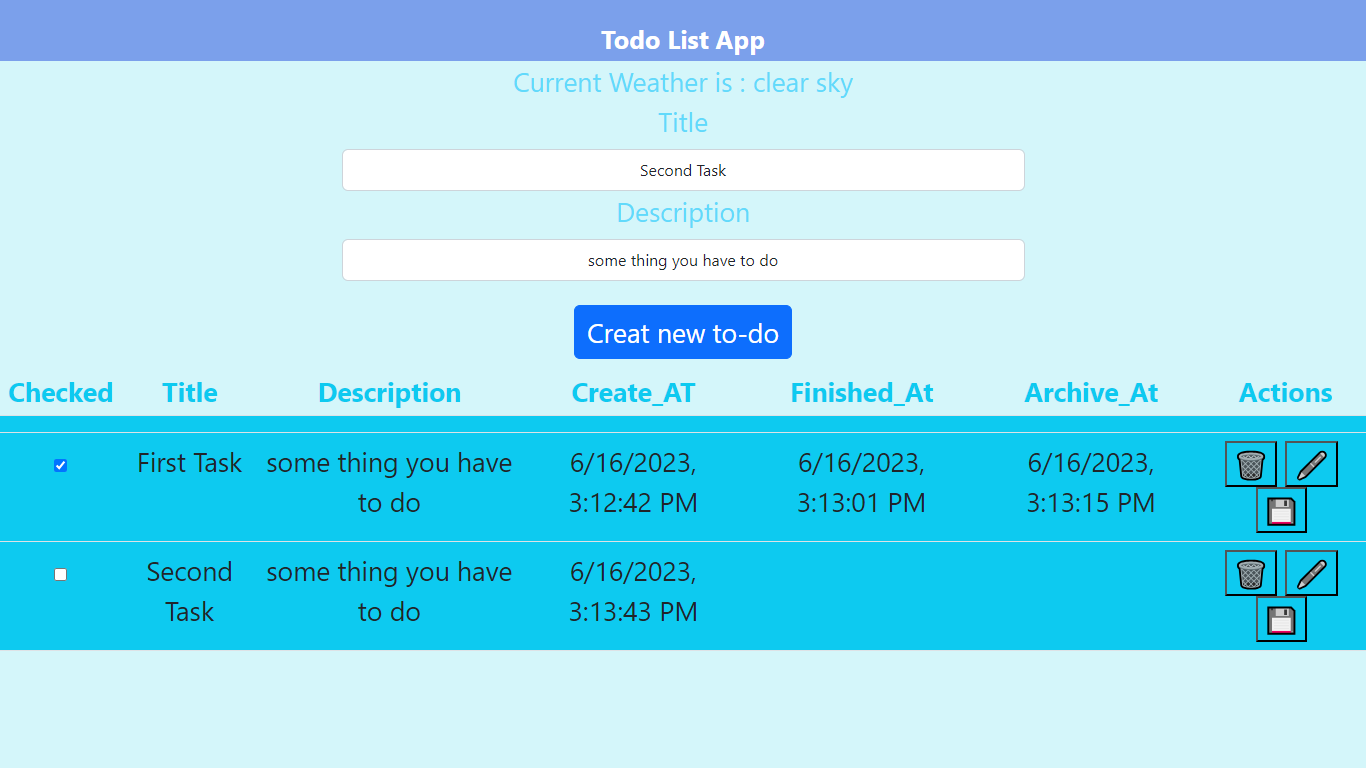 Todo List App
Current Weather is : clear sky
Title
Second Task
Description
some thing you have to do
Creat new to-do
Checked Title Description Create_AT Finished_At Archive_At Actions
First Task some thing you have 6/16/2023, 6/16/2023, 6/16/2023,
to do 3:12:42 PM 3:13:01 PM 3:13:15 PM
Second some thing you have 6/16/2023,
Task to do 3:13:43 PM